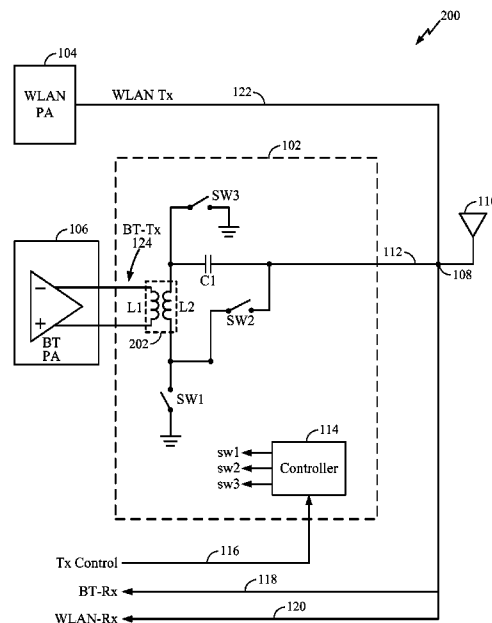 200
104
WLAN PA
WLAN Tx
122
102
SW3
110
106
BT-Tx
124
C1
112
108
L1
L2
SW2
BT PA
202
SW1
114
sw1
sw2
sw3
Controller
Tx Control
116
BT-Rx
118
WLAN-Rx
120